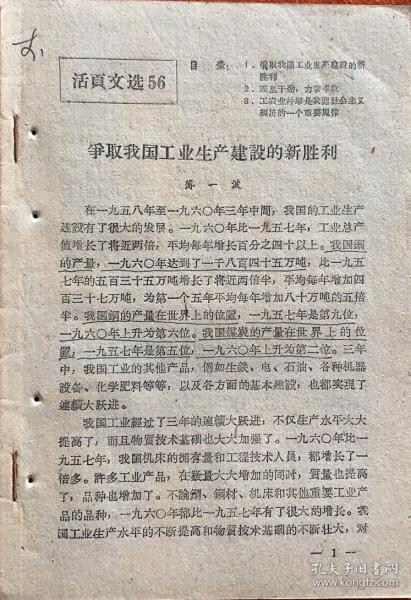 活頁文选56
目 录：1．爭取我国工业生产建設的新
胜利
2．鼓足干劲，力爭丰收
3．工农业并举是我国社会主义
經济的一个重要規律
爭取我国工业生产建設的新胜利
薄一波
在一九五八年至一九六〇年三年中間，我国的工业生产
建設有了很大的发展。一九六〇年比一九五七年，工业总产
値增长了将近两倍，平均每年增长百分之四十以上。我国鋼
的产量，一九六〇年达到了一千八百四十五万吨，比一九五
七年的五百三十五万吨增长了将近两倍半，平均每年增加四
百三十七万吨，为第一个五年平均每年增加八十万吨的五倍
半。我国鋼的产量在世界上的位置，一九五七年是第九位，
一九六〇年上升为第六位。我国煤炭的产量在世界上的位
置，一九五七年是第五位，一九六〇年上升为第二位。三年
中，我国工业的其他产品，例如生鉄、电、石油、各种机器
設备、化学肥料等等，以及各方面的基本建設，也都实現了
連續大跃进。
我国工业經过了三年的連續大跃进，不仅生产水平大大
提高了，而且物質技术基础也大大加强了。一九六〇年比一
九五七年，我国机床的拥有量和工程技术人員，都增长了一
倍多。許多工业产品，在数量大大增加的同时，質量也提高
了，品种也增加了。不論鋼、鋼材、机床和其他重要工业产
品的品种，一九六〇年都比一九五七年有了很大的增长。我
国工业生产水平的不断提高和物質技术基础的不断壮大，对
— 1 —
孔夫子旧书网
www.kongfz.com